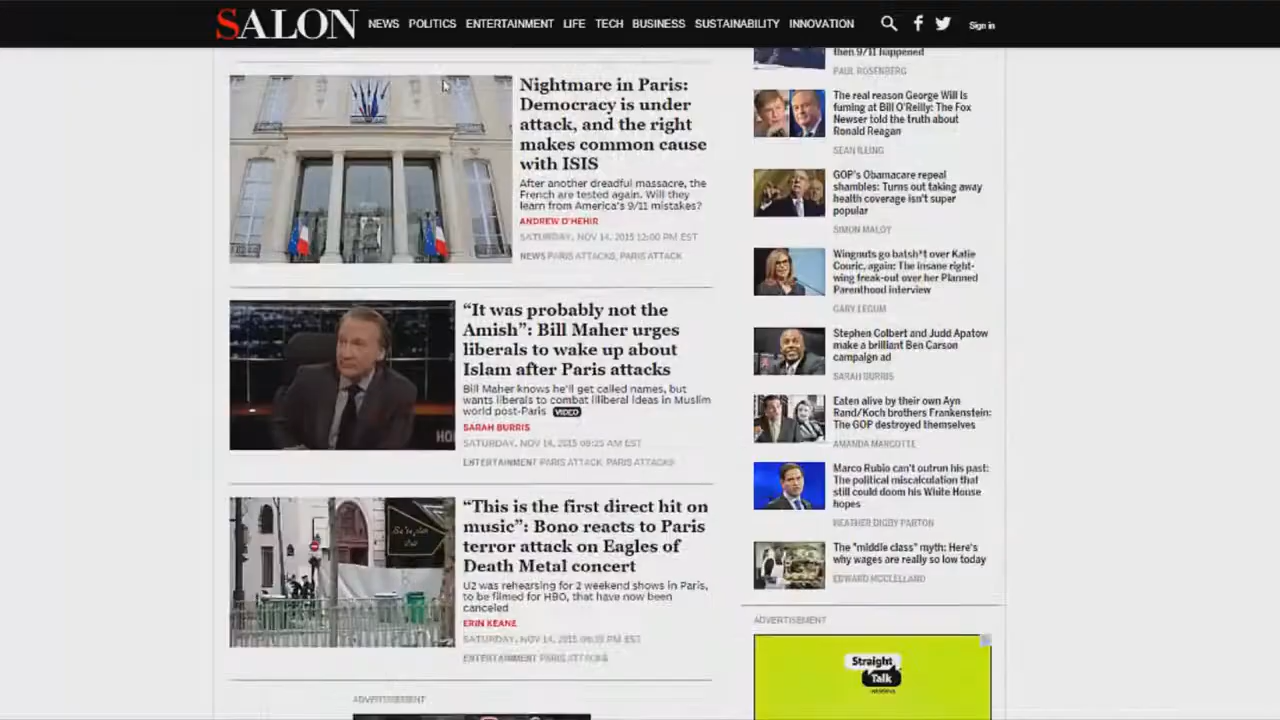 SALON
NEWS POLITICS ENTERTAINMENT LIFE TECH BUSINESS SUSTAINABILITY INNOVATION
Sign in
Nightmare in Paris:
Democracy is under
attack, and the right
makes common cause
with ISIS
After another dreadful massacre, the
French are tested again. Will they
learn from America's 9/11 mistakes?
ANDREW O'HEHIR
SATURDAY, NOV 14, 2015 12:00 PM EST
NEWS PARIS ATTACKS, PARIS ATTACK
“It was probably not the
Amish”: Bill Maher urges
liberals to wake up about
Islam after Paris attacks
Bill Maher knows he'll get called names, but
wants liberals to combat illiberal ideas in Muslim
world post-Paris VIDEO
SARAH BURRIS
SATURDAY, NOV 14, 2015 08:25 AM EST
ENTERTAINMENT PARIS ATTACK, PARIS ATTACKS
“This is the first direct hit on
music”: Bono reacts to Paris
terror attack on Eagles of
Death Metal concert
U2 was rehearsing for 2 weekend shows in Paris,
to be filmed for HBO, that have now been
canceled
ERIN KEANE
SATURDAY, NOV 14, 2015 PM EST
ENTERTAINMENT PARIS ATTACKS
ADVERTISEMENT
then 9/11 happened
PAUL ROSENBERG
The real reason George Will is
fuming at Bill O'Reilly: The Fox
Newser told the truth about
Ronald Reagan
SEAN ILLING
GOP's Obamacare repeal
shambles: Turns out taking away
health coverage isn't super
popular
SIMON MALOY
Wingnuts go batsh*t over Katie
Couric, again: The insane right-
wing freak-out over her Planned
Parenthood interview
GARY LEGUM
Stephen Colbert and Judd Apatow
make a brilliant Ben Carson
campaign ad
SARAH BURRIS
Eaten alive by their own Ayn
Rand/Koch brothers Frankenstein:
The GOP destroyed themselves
AMANDA MARCOTTE
Marco Rubio can't outrun his past:
The political miscalculation that
still could doom his White House
hopes
HEATHER DIGBY PARTON
The "middle class" myth: Here's
why wages are really so low today
EDWARD MCCLELLAND
ADVERTISEMENT
Straight
Talk